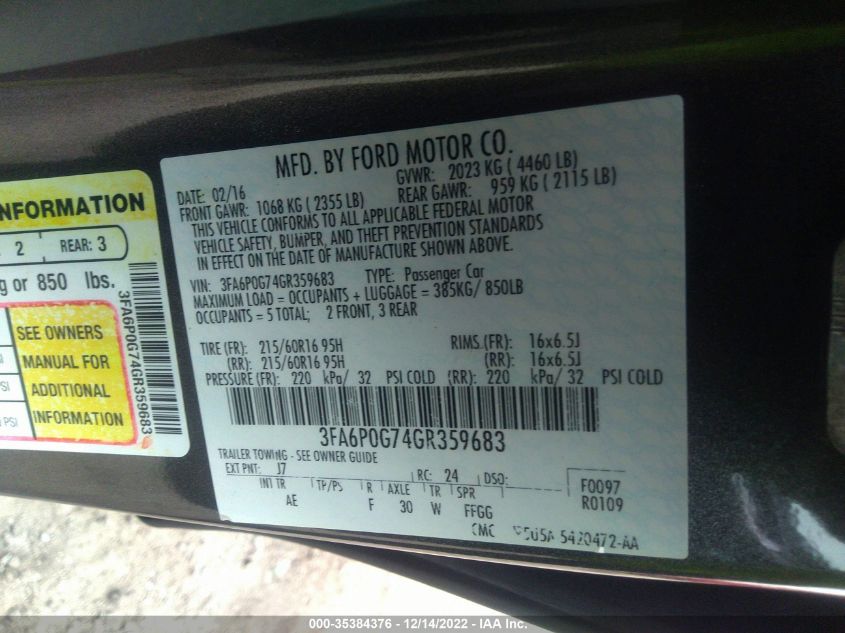 NFORMATION
2 REAR: 3
g or 850 lbs.
SEE OWNERS
MANUAL FOR
ADDITIONAL
INFORMATION
PSI
PSI
3FA6P0G74GR359683
MFD. BY FORD MOTOR CO.
DATE: 02/16 GVWR: 2023 KG ( 4460 LB)
FRONT GAWR: 1068 KG ( 2355 LB) REAR GAWR: 959 KG ( 2115 LB)
THIS VEHICLE CONFORMS TO ALL APPLICABLE FEDERAL MOTOR
VEHICLE SAFETY, BUMPER, AND THEFT PREVENTION STANDARDS
IN EFFECT ON THE DATE OF MANUFACTURE SHOWN ABOVE.
VIN: 3FA6P0G74GR359683 TYPE: Passenger Car
MAXIMUM LOAD = OCCUPANTS + LUGGAGE = 385KG/ 850LB
OCCUPANTS = 5 TOTAL; 2 FRONT, 3 REAR
TIRE (FR): 215/60R16 95H RIMS (FR): 16x6.5J
(RR): 215/60R16 95H (RR): 16x6.5J
PRESSURE (FR): 220 kPa/ 32 PSI COLD (RR): 220 kPa/ 32 PSI COLD
3FA6P0G74GR359683
TRAILER TOWING - SEE OWNER GUIDE
EXT PNT: J7 RC: 24 DSO: F0097
INT TR TP/PS R AXLE TR SPR R0109
AE F 30 W FFGG
CMC 5U5A 5420472-AA
000-35384376 - 12/14/2022 - IAA Inc.